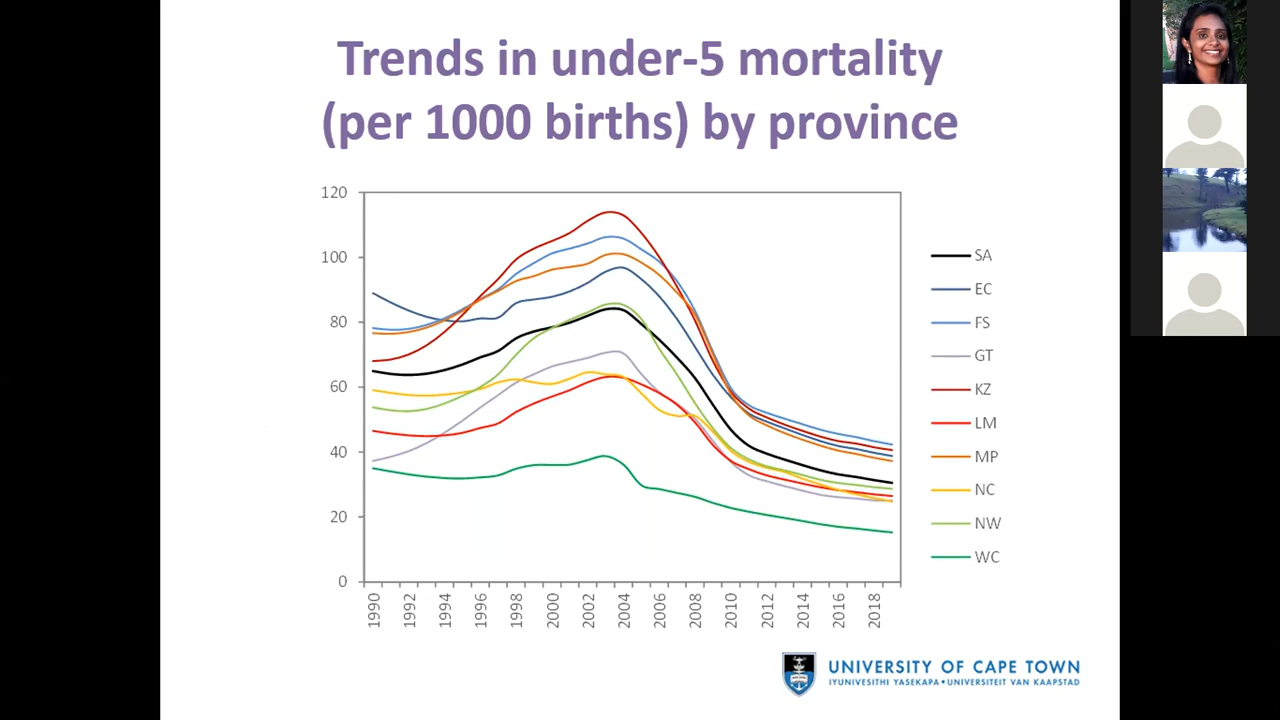 Trends in under-5 mortality
(per 1000 births) by province
120
100
80
60
40
20
0
1990
1992
1994
1996
1998
2000
2002
2004
2006
2008
2010
2012
2014
2016
2018
SA
EC
FS
GT
KZ
LM
MP
NC
NW
WC
UNIVERSITY OF CAPE TOWN
IYUNIVESITHI YASEKAPA • UNIVERSITEIT VAN KAAPSTAD